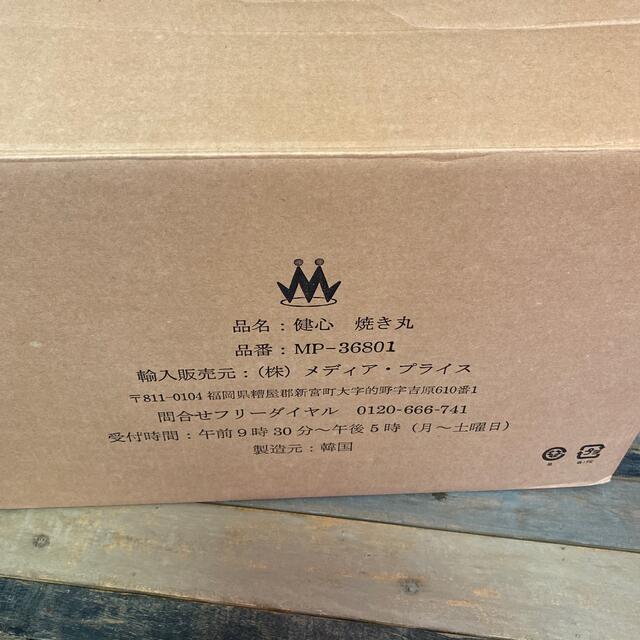 品名：健心　焼き丸
品番：MP-36801
輸入販売元：(株) メディア・プライス
〒811-0104 福岡県糟屋郡新宮町大字的野字吉原610番1
問合せフリーダイヤル　0120-666-741
受付時間：午前9時30分～午後5時 (月～土曜日)
製造元：韓国